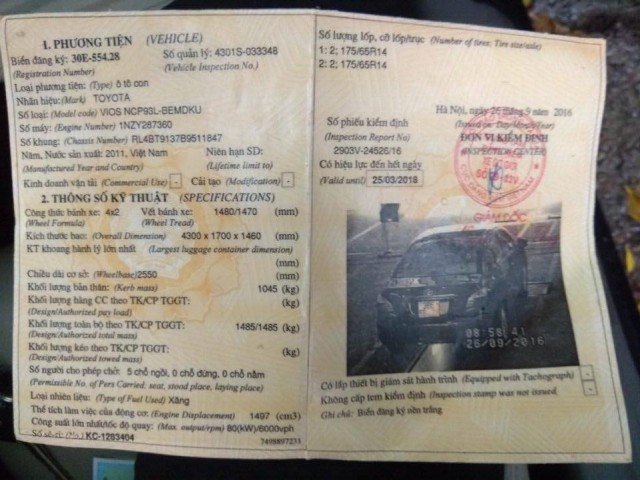 1. PHƯƠNG TIỆN (VEHICLE)
Biển đăng ký: 30E-554.28 Số quản lý: 4301S-033348
(Registration Number) (Vehicle Inspection No.)
Loại phương tiện: (Type) ô tô con
Nhãn hiệu: (Mark) TOYOTA
Số loại: (Model code) VIOS NCP93L-BEMDKU
Số máy: (Engine Number) 1NZY287360
Số khung: (Chassis Number) RL4BT9137B9511847
Năm, Nước sản xuất: 2011, Việt Nam Niên hạn SD:
(Manufactured Year and Country) (Lifetime limit to)
Kinh doanh vận tải (Commercial Use) - Cải tạo (Modification) -
2. THÔNG SỐ KỸ THUẬT (SPECIFICATIONS)
Công thức bánh xe: 4x2 Vết bánh xe: 1480/1470 (mm)
(Wheel Formula) (Wheel Tread)
Kích thước bao: (Overall Dimension) 4300 x 1700 x 1460 (mm)
KT khoang hành lý lớn nhất (Largest luggage container dimension)
(mm)
Chiều dài cơ sở: (Wheelbase) 2550 (mm)
Khối lượng bản thân: (Kerb mass) 1045 (kg)
Khối lượng hàng CC theo TK/CP TGGT: (kg)
(Design/Authorized pay load)
Khối lượng toàn bộ theo TK/CP TGGT: 1485/1485 (kg)
(Design/Authorized total mass)
Khối lượng kéo theo TK/CP TGGT: (kg)
(Design/Authorized towed mass)
Số người cho phép chở: 5 chỗ ngồi, 0 chỗ đứng, 0 chỗ nằm
(Permissible No. of Pers Carried: seat, stood place, laying place)
Loại nhiên liệu: (Type of Fuel Used) Xăng
Thể tích làm việc của động cơ: (Engine Displacement) 1497 (cm3)
Công suất lớn nhất/tốc độ quay: (Max. output/rpm) 80(kW)/6000vph
KC-1283404 7498897233
Số lượng lốp, cỡ lốp/trục (Number of Tires; Tire size/axle)
1: 2; 175/65R14
2: 2; 175/65R14
Hà Nội, ngày 26 tháng 9 năm 2016
(Issued on: Day/Month/Year)
Số phiếu kiểm định ĐƠN VỊ KIỂM ĐỊNH
(Inspection Report No) (INSPECTION CENTER)
2903V-24526/16
Có hiệu lực đến hết ngày
(Valid until) 25/03/2018
GIÁM ĐỐC
08:58 41
26/09/2016
Có lắp thiết bị giám sát hành trình (Equipped with Tachograph) -
Không cấp tem kiểm định (Inspection stamp was not issued -
Ghi chú: Biển đăng ký nền trắng